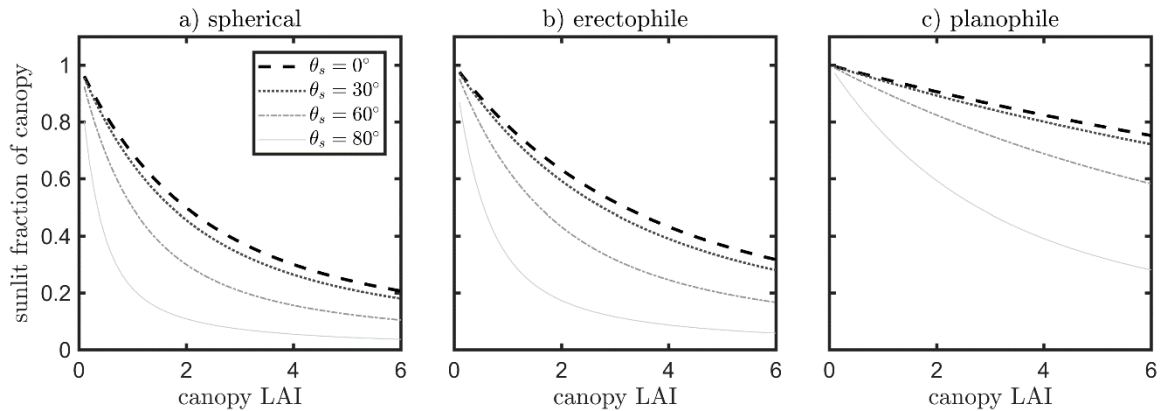 a) spherical
b) erectophile
c) planophile
sunlit fraction of canopy
1
0.8
0.6
0.4
0.2
0
θₛ = 0°
θₛ = 30°
θₛ = 60°
θₛ = 80°
0 2 4 6
0 2 4 6
0 2 4 6
canopy LAI
canopy LAI
canopy LAI